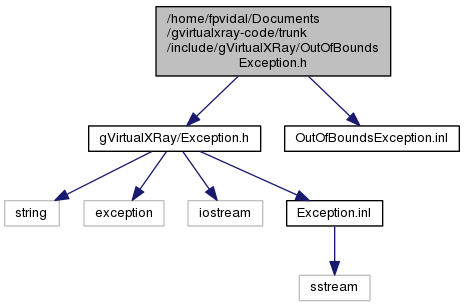 /home/fpvidal/Documents
/gvirtualxray-code/trunk
/include/gVirtualXRay/OutOfBounds
Exception.h
gVirtualXRay/Exception.h
OutOfBoundsException.inl
string
exception
iostream
Exception.inl
sstream